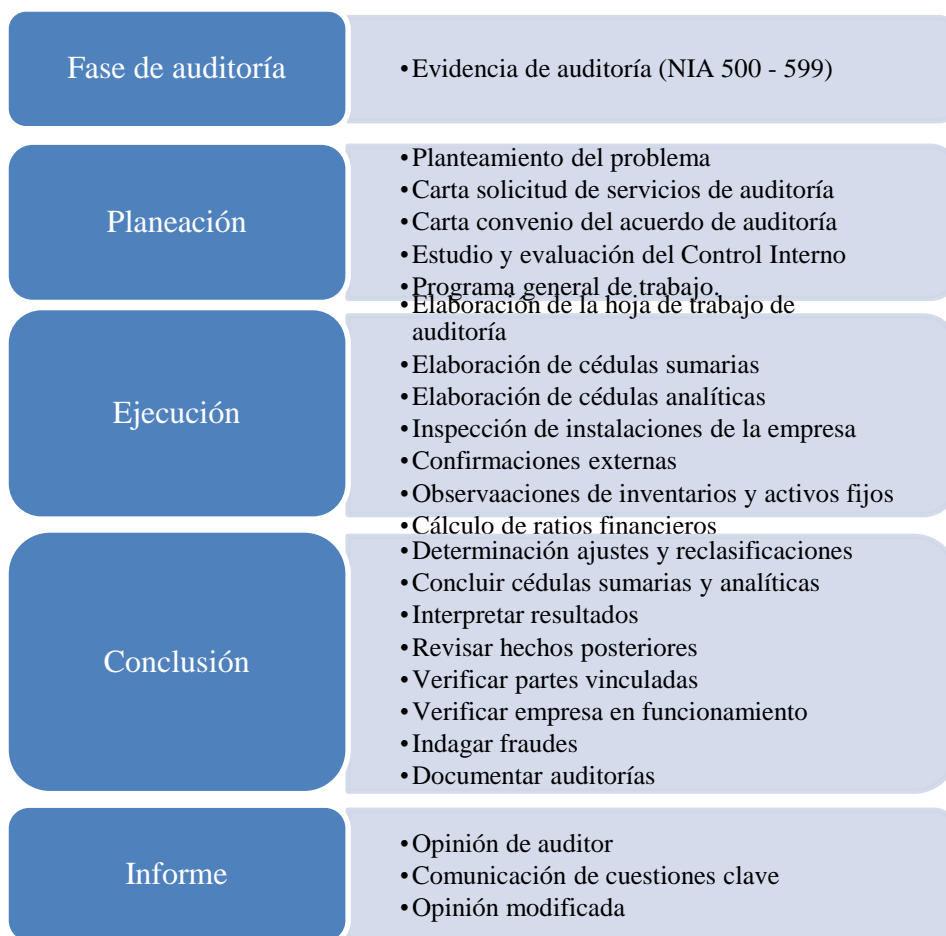 Fase de auditoría
•Evidencia de auditoría (NIA 500 - 599)
Planeación
•Planteamiento del problema
•Carta solicitud de servicios de auditoría
•Carta convenio del acuerdo de auditoría
•Estudio y evaluación del Control Interno
•Programa general de trabajo.
Ejecución
•Elaboración de la hoja de trabajo de
auditoría
•Elaboración de cédulas sumarias
•Elaboración de cédulas analíticas
•Inspección de instalaciones de la empresa
•Confirmaciones externas
•Observaaciones de inventarios y activos fijos
•Cálculo de ratios financieros
Conclusión
•Determinación ajustes y reclasificaciones
•Concluir cédulas sumarias y analíticas
•Interpretar resultados
•Revisar hechos posteriores
•Verificar partes vinculadas
•Verificar empresa en funcionamiento
•Indagar fraudes
•Documentar auditorías
Informe
•Opinión de auditor
•Comunicación de cuestiones clave
•Opinión modificada